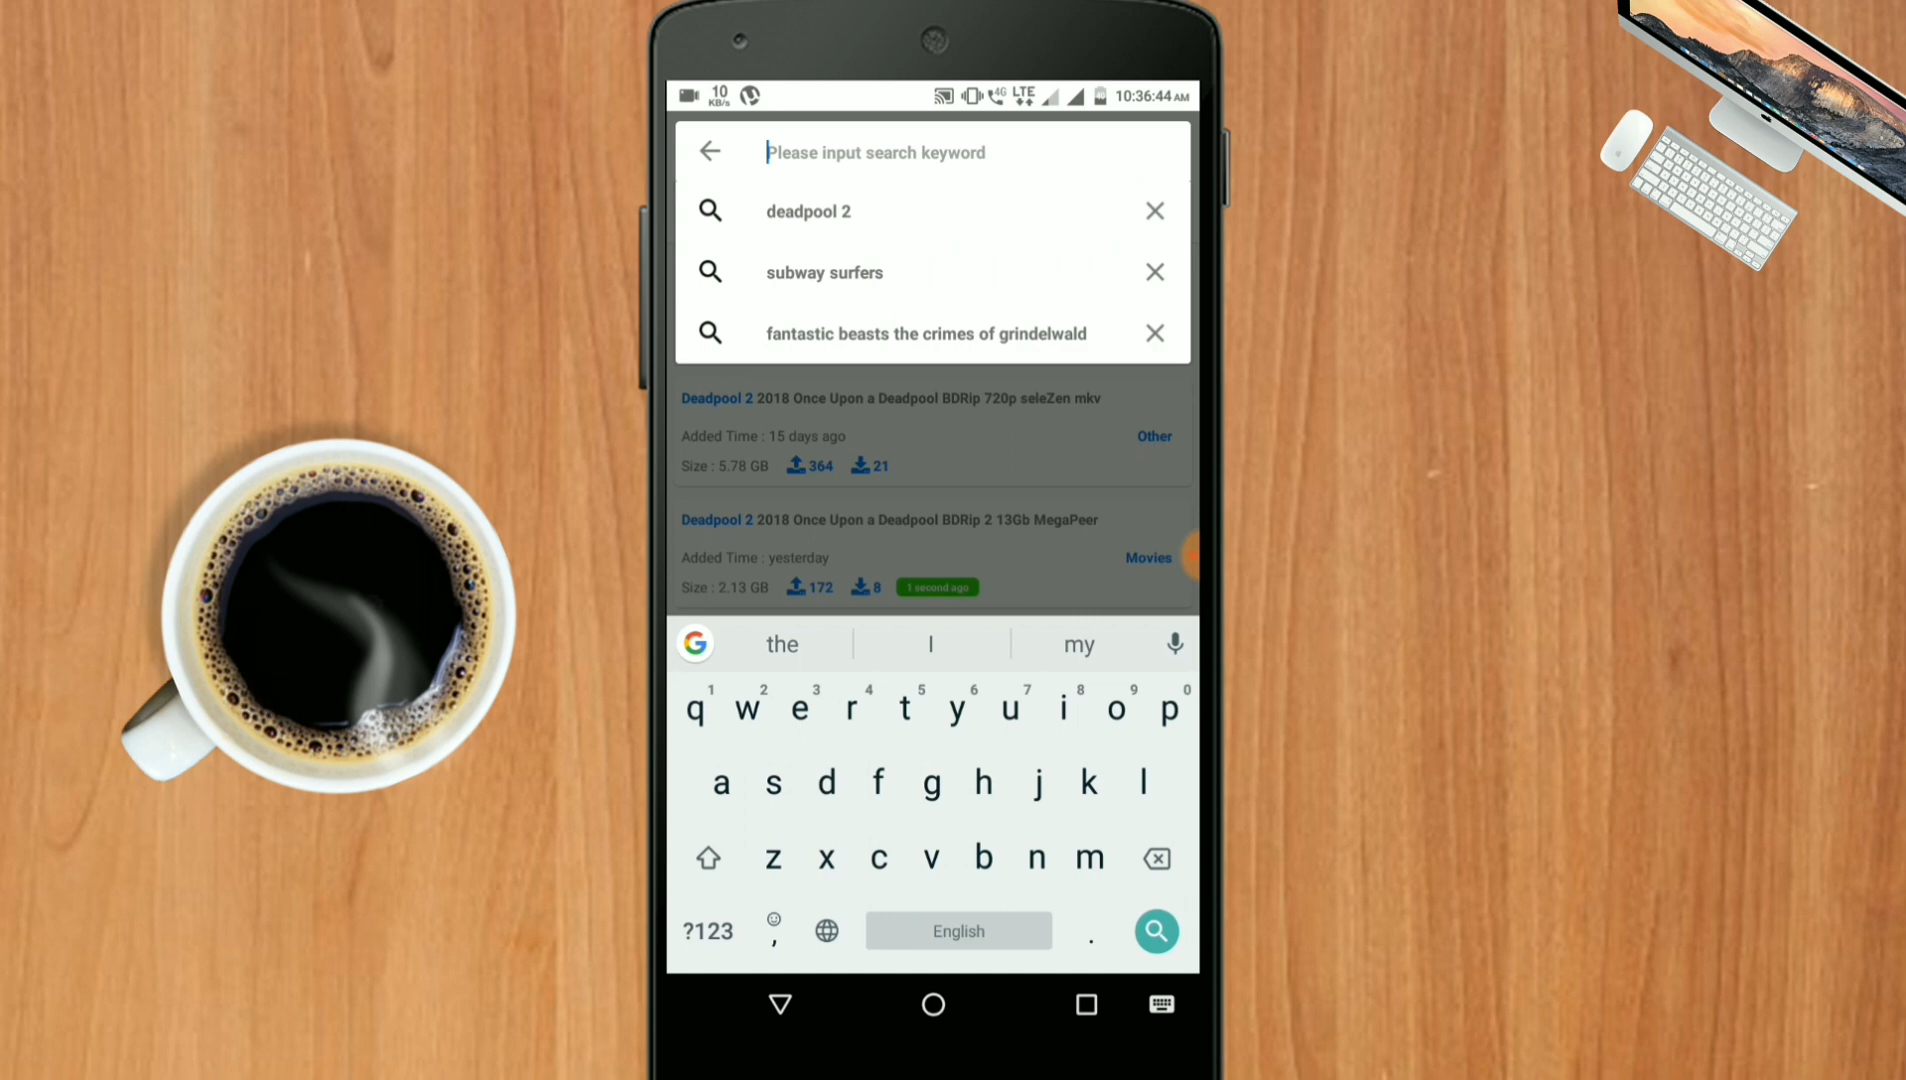 10
KB/s
4G
LTE
40
10:36:44 AM
Please input search keyword
deadpool 2
subway surfers
fantastic beasts the crimes of grindelwald
Deadpool 2 2018 Once Upon a Deadpool BDRip 720p seleZen mkv
Added Time : 15 days ago
Other
Size : 5.78 GB 364 21
Deadpool 2 2018 Once Upon a Deadpool BDRip 2 13Gb MegaPeer
Added Time : yesterday
Movies
Size : 2.13 GB 172 8 1 second ago
G the I my
1 2 3 4 5 6 7 8 9 0
q w e r t y u i o p
a s d f g h j k l
z x c v b n m
?123 , English .